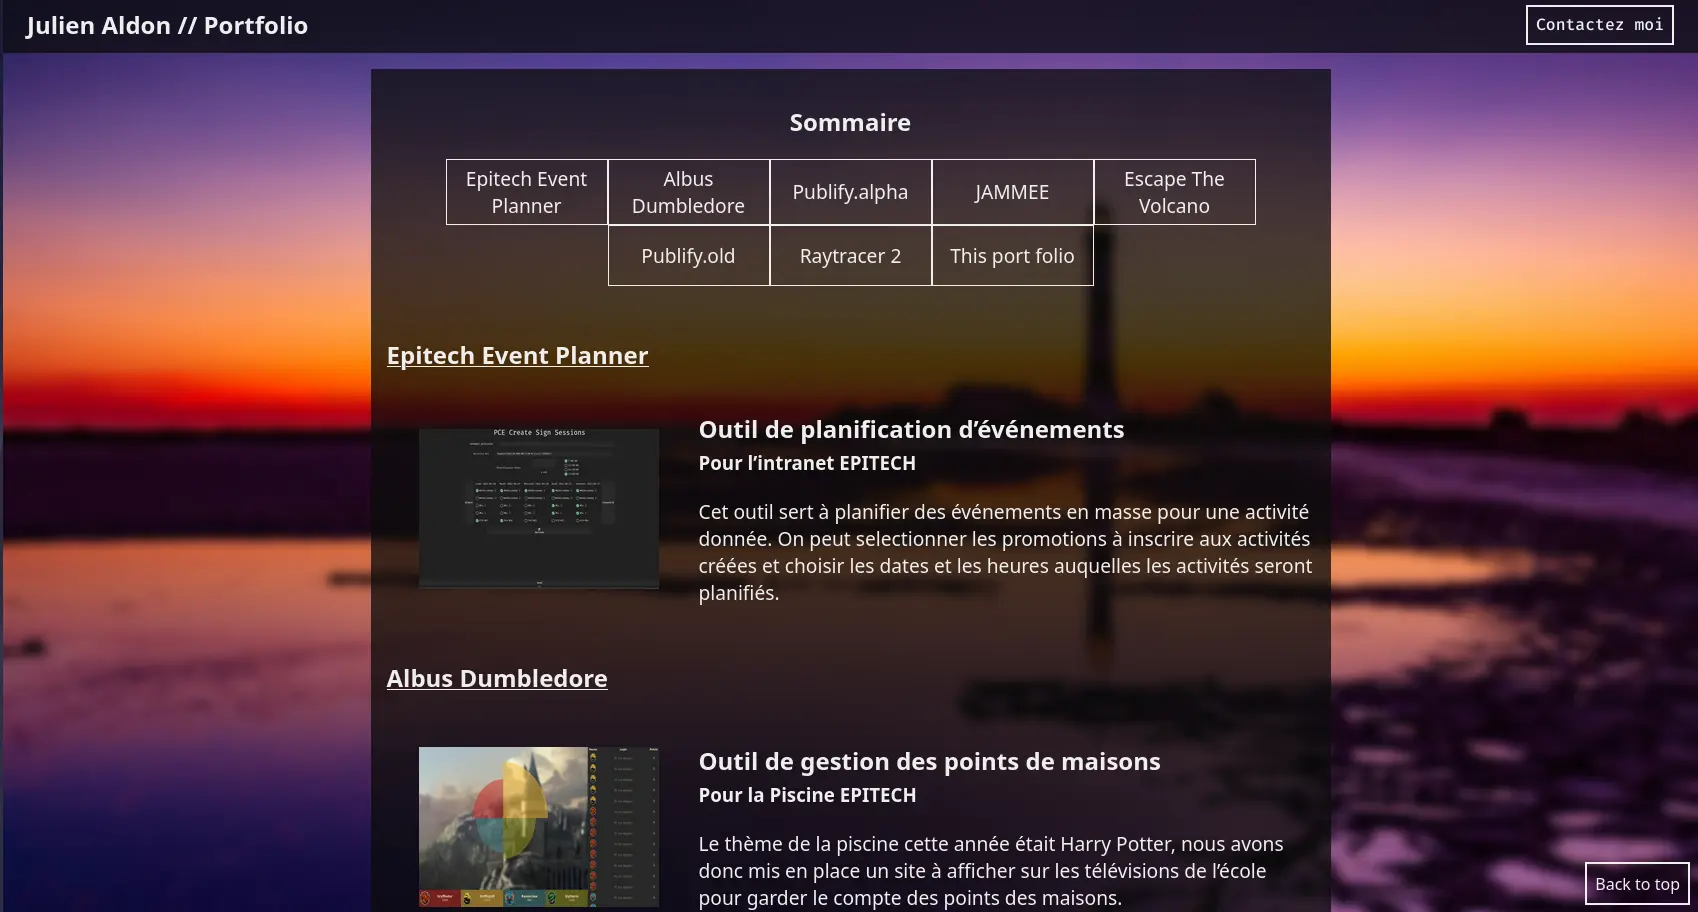 Julien Aldon // Portfolio
Contactez moi
Sommaire
Epitech Event
Planner
Albus
Dumbledore
Publify.alpha
JAMMEE
Escape The
Volcano
Publify.old
Raytracer 2
This port folio
Epitech Event Planner
PCE Create Sign Sessions
Outil de planification d’événements
Pour l’intranet EPITECH
Cet outil sert à planifier des événements en masse pour une activité
donnée. On peut selectionner les promotions à inscrire aux activités
créées et choisir les dates et les heures auquelles les activités seront
planifiés.
Albus Dumbledore
Outil de gestion des points de maisons
Pour la Piscine EPITECH
Le thème de la piscine cette année était Harry Potter, nous avons
donc mis en place un site à afficher sur les télévisions de l’école
pour garder le compte des points des maisons.
Back to top